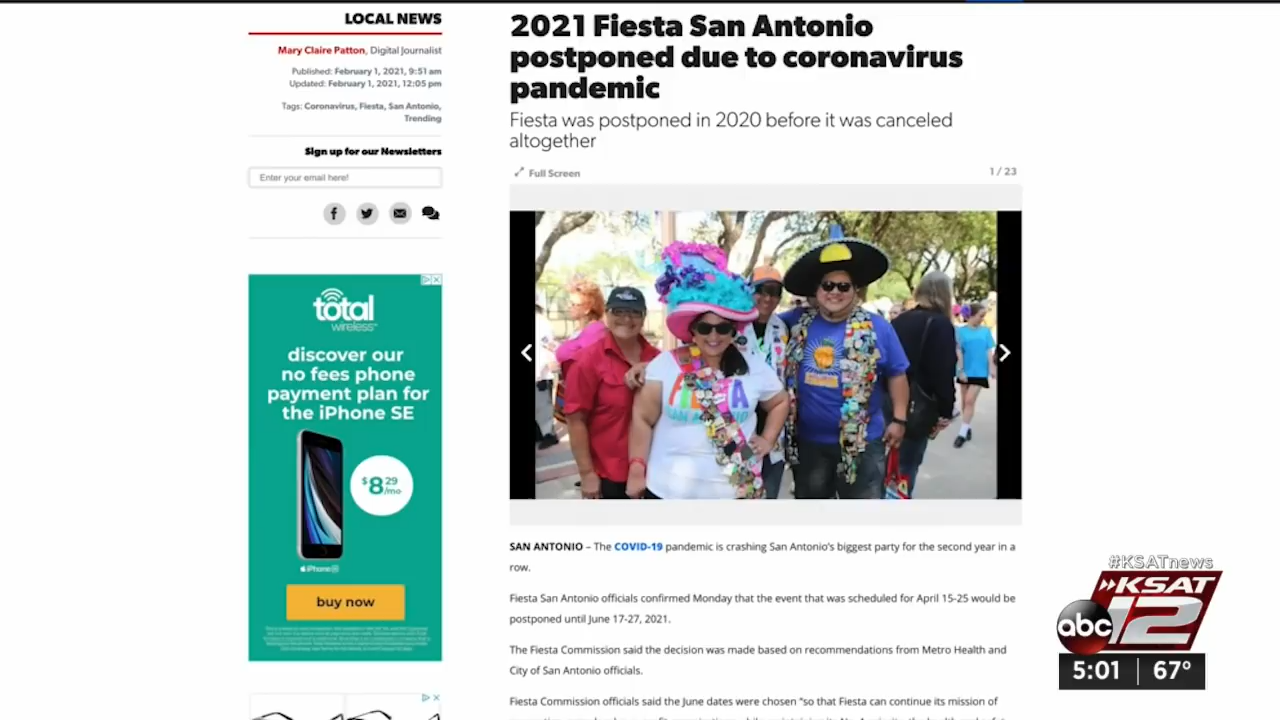 LOCAL NEWS
Mary Claire Patton, Digital Journalist
Published: February 1, 2021, 9:51 am
Updated: February 1, 2021, 12:05 pm
Tags: Coronavirus, Fiesta, San Antonio,
Trending
Sign up for our Newsletters
Enter your email here!
total
wireless
discover our
no fees phone
payment plan for
the iPhone SE
$8 29
/mo
iPhone SE
buy now
2021 Fiesta San Antonio
postponed due to coronavirus
pandemic
Fiesta was postponed in 2020 before it was canceled
altogether
Full Screen
1 / 23
FIESTA
SAN ANTONIO
SAN ANTONIO – The COVID-19 pandemic is crashing San Antonio's biggest party for the second year in a
row.
Fiesta San Antonio officials confirmed Monday that the event that was scheduled for April 15-25 would be
postponed until June 17-27, 2021.
The Fiesta Commission said the decision was made based on recommendations from Metro Health and
City of San Antonio officials.
Fiesta Commission officials said the June dates were chosen "so that Fiesta can continue its mission of
#KSATnews
KSAT
abc 12
5:01 67°